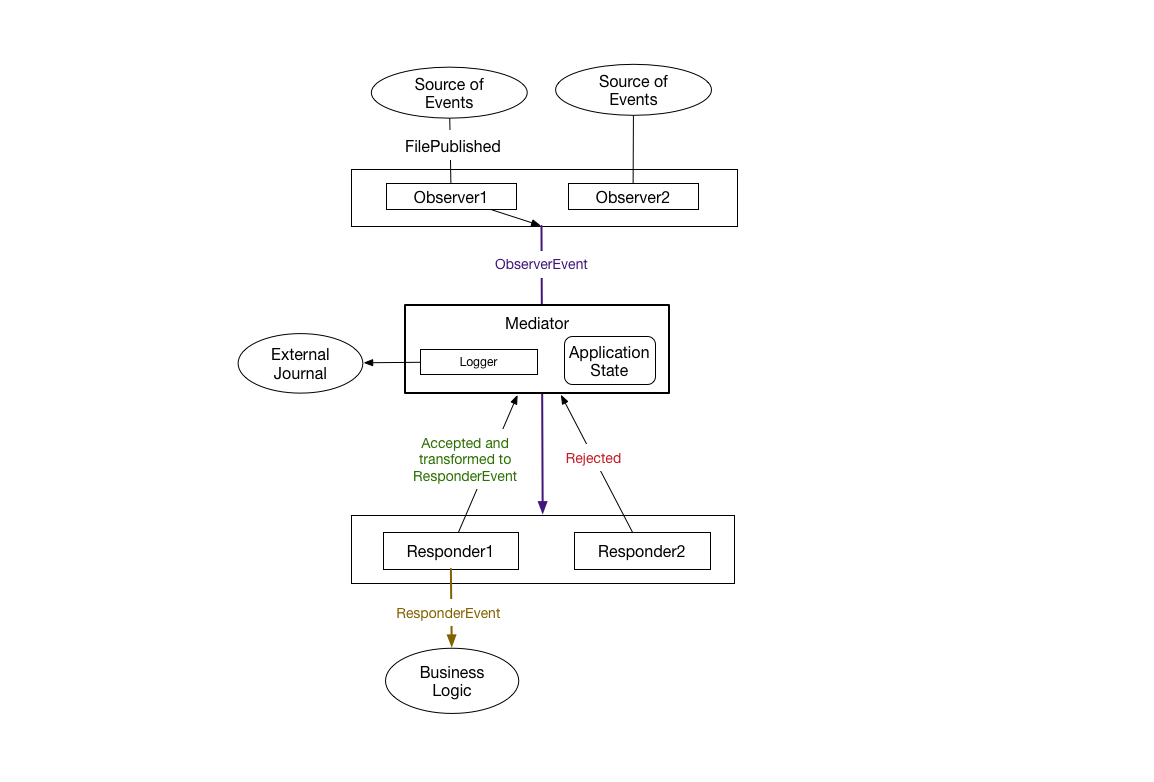 Source of
Events
Source of
Events
FilePublished
Observer1
Observer2
ObserverEvent
Mediator
Logger
Application
State
External
Journal
Accepted and
transformed to
ResponderEvent
Rejected
Responder1
Responder2
ResponderEvent
Business
Logic